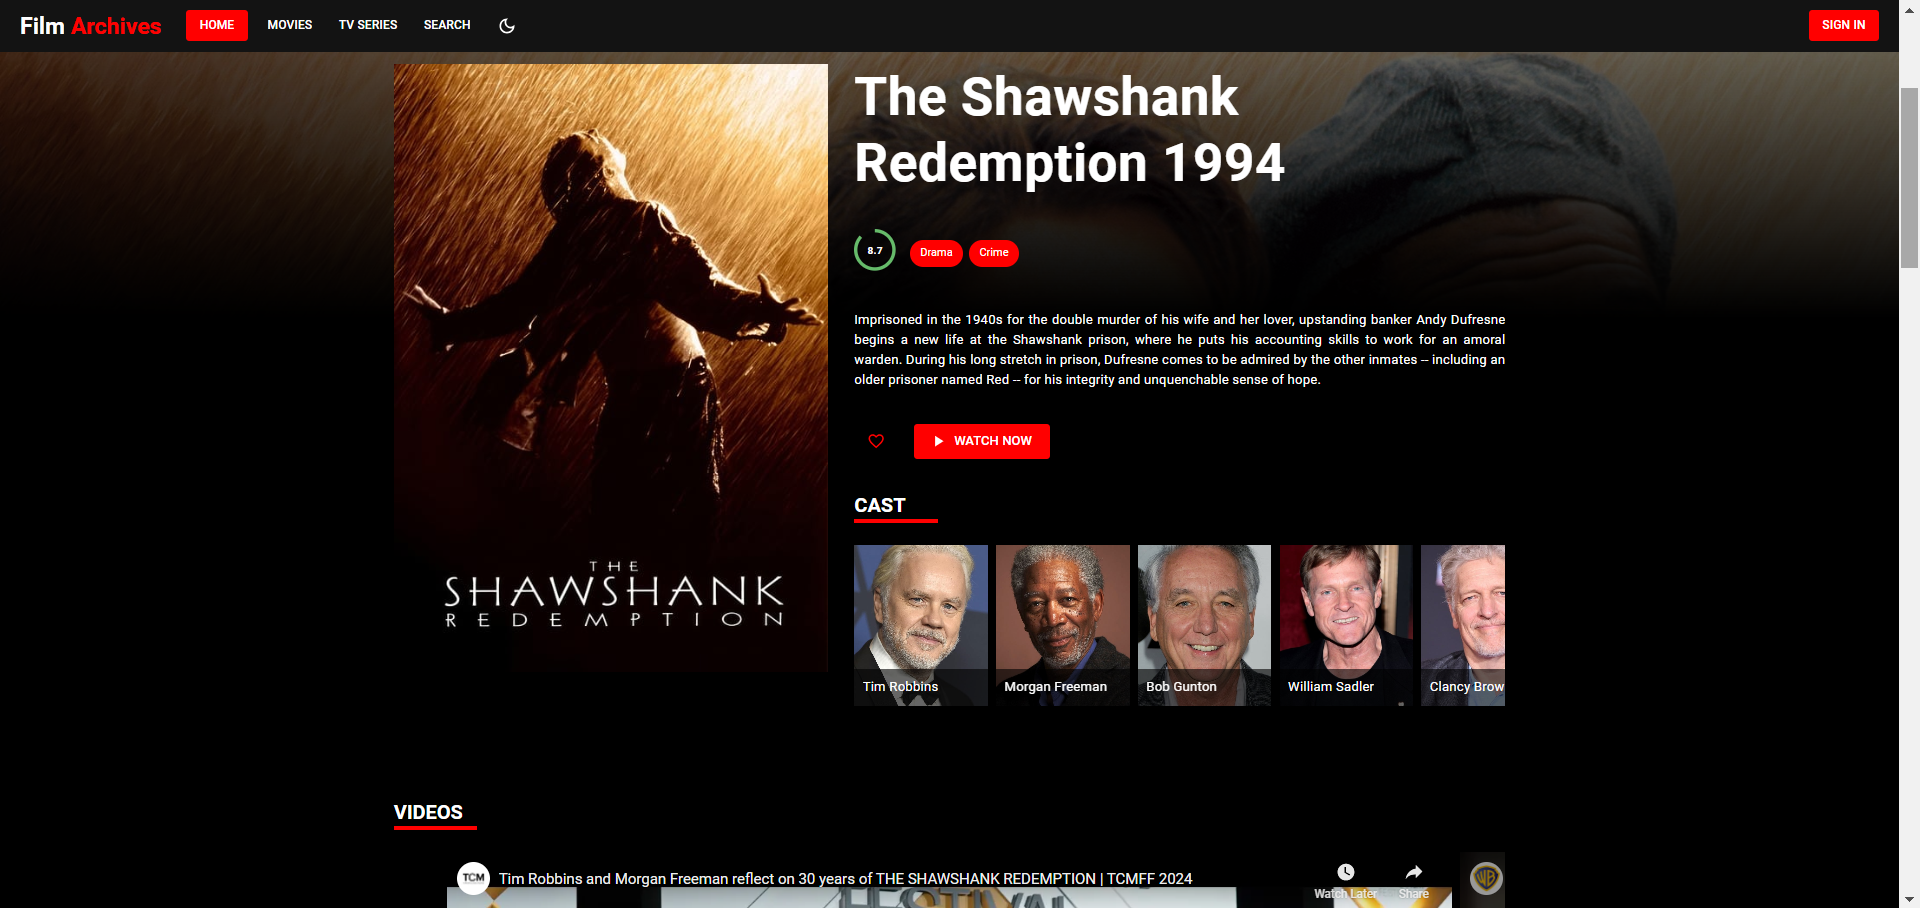 Film Archives
HOME
MOVIES
TV SERIES
SEARCH
SIGN IN
THE
SHAWSHANK
REDEMPTION
The Shawshank
Redemption 1994
8.7
Drama
Crime
Imprisoned in the 1940s for the double murder of his wife and her lover, upstanding banker Andy Dufresne
begins a new life at the Shawshank prison, where he puts his accounting skills to work for an amoral
warden. During his long stretch in prison, Dufresne comes to be admired by the other inmates -- including an
older prisoner named Red -- for his integrity and unquenchable sense of hope.
WATCH NOW
CAST
Tim Robbins
Morgan Freeman
Bob Gunton
William Sadler
Clancy Brow
VIDEOS
TCM
Tim Robbins and Morgan Freeman reflect on 30 years of THE SHAWSHANK REDEMPTION | TCMFF 2024
Watch Later
Share
WB
FESTIVAL